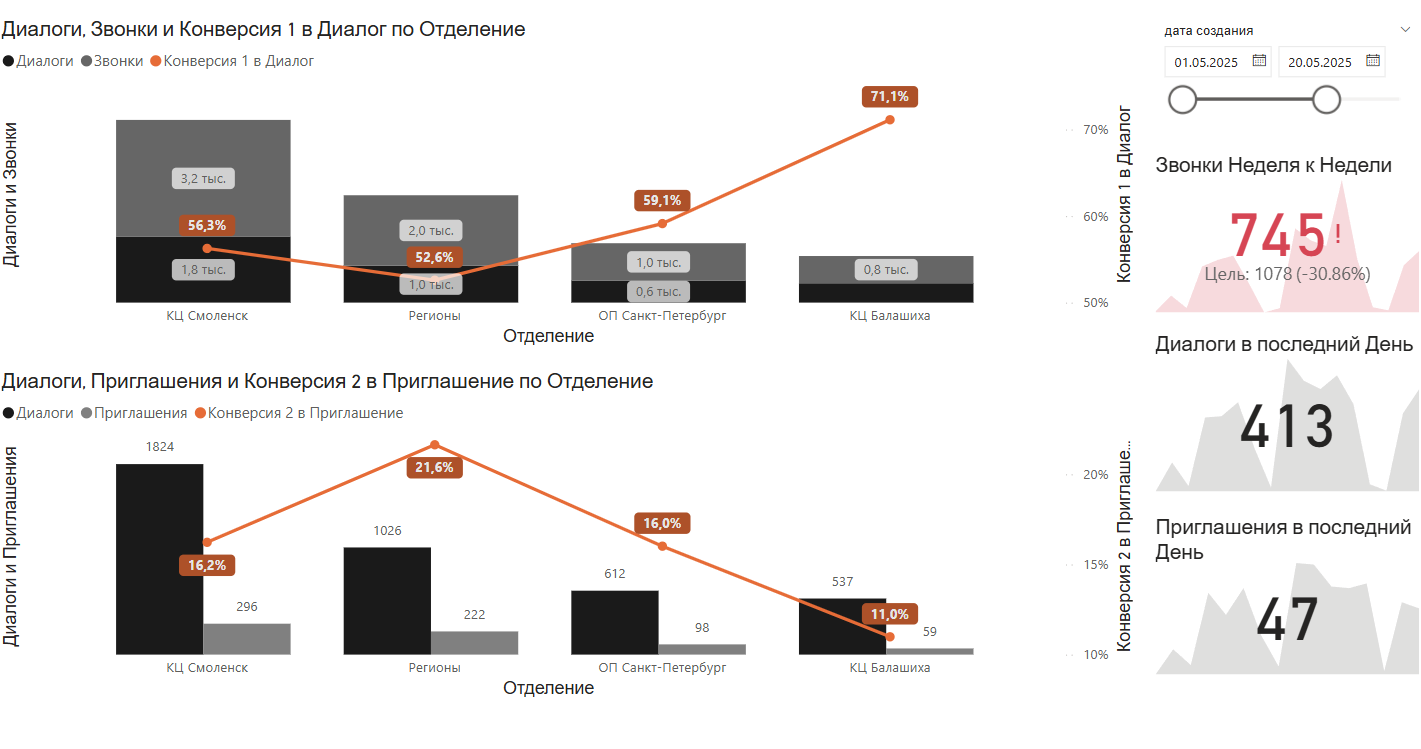 Диалоги, Звонки и Конверсия 1 в Диалог по Отделение
Диалоги Звонки Конверсия 1 в Диалог
Диалоги и Звонки
3,2 тыс.
56,3%
1,8 тыс.
2,0 тыс.
52,6%
1,0 тыс.
59,1%
1,0 тыс.
0,6 тыс.
71,1%
0,8 тыс.
70%
60%
50%
Конверсия 1 в Диалог
КЦ Смоленск Регионы ОП Санкт-Петербург КЦ Балашиха
Отделение
Диалоги, Приглашения и Конверсия 2 в Приглашение по Отделение
Диалоги Приглашения Конверсия 2 в Приглашение
Диалоги и Приглашения
1824
16,2%
296
1026
21,6%
222
612
16,0%
98
537
11,0%
59
20%
15%
10%
Конверсия 2 в Приглаше...
КЦ Смоленск Регионы ОП Санкт-Петербург КЦ Балашиха
Отделение
дата создания
01.05.2025 20.05.2025
Звонки Неделя к Недели
745!
Цель: 1078 (-30.86%)
Диалоги в последний День
413
Приглашения в последний
День
47